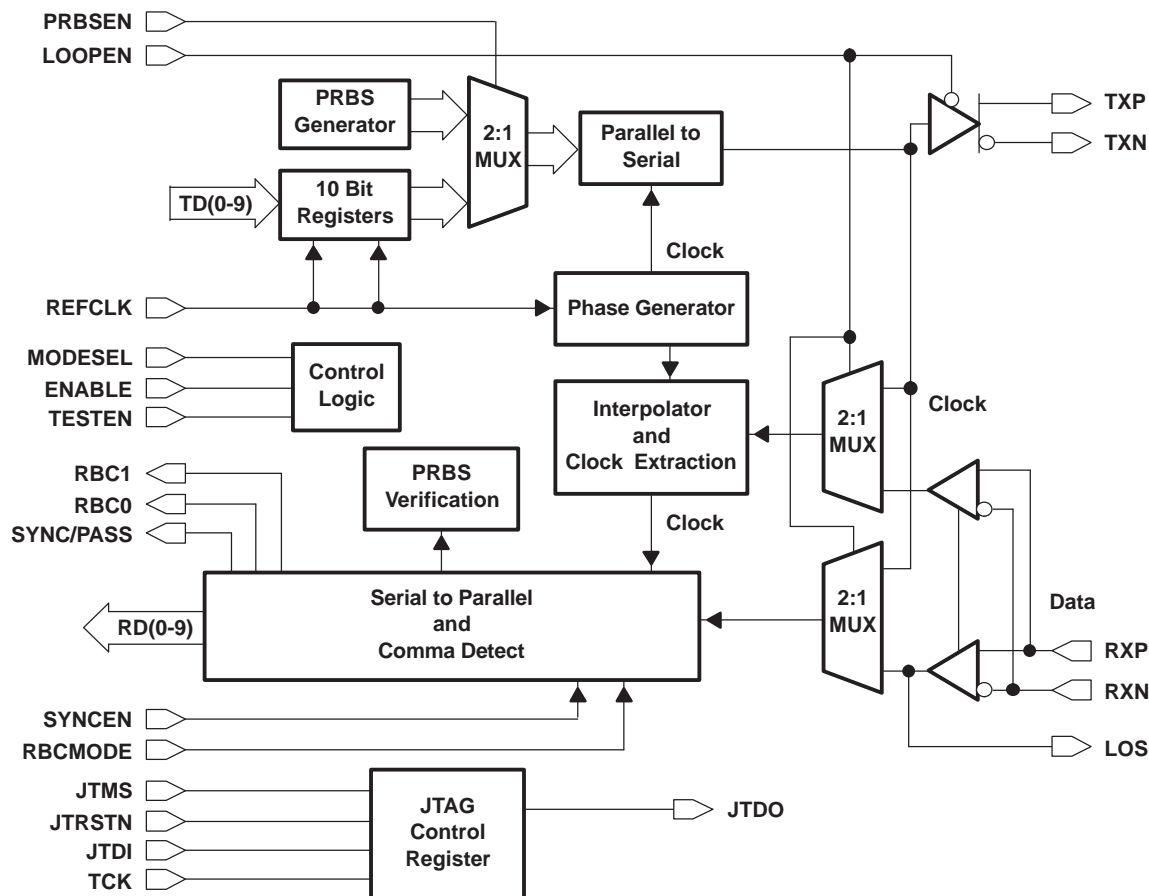 PRBSEN
LOOPEN
PRBS
Generator
2:1
MUX
Parallel to
Serial
TXP
TXN
TD(0-9)
10 Bit
Registers
Clock
REFCLK
Phase Generator
MODESEL
ENABLE
TESTEN
Control
Logic
Interpolator
and
Clock Extraction
2:1
MUX
Clock
RBC1
RBC0
SYNC/PASS
PRBS
Verification
Clock
Serial to Parallel
and
Comma Detect
RD(0-9)
2:1
MUX
Data
RXP
RXN
LOS
SYNCEN
RBCMODE
JTMS
JTRSTN
JTDI
TCK
JTAG
Control
Register
JTDO